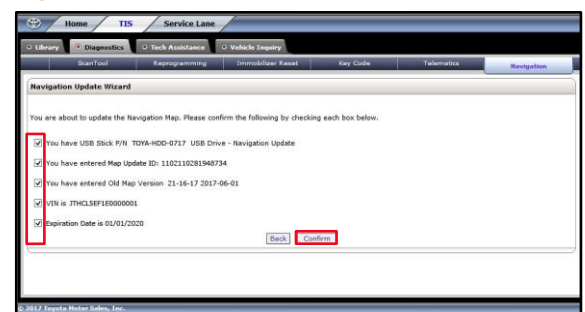 Home TIS Service Lane
Library Diagnostics Tech Assistance Vehicle Inquiry
ScanTool Reprogramming Immobilizer Reset Key Code Telematics Navigation
Navigation Update Wizard
You are about to update the Navigation Map. Please confirm the following by checking each box below.
You have USB Stick P/N TOYA-HDD-0717 USB Drive - Navigation Update
You have entered Map Update ID: 1102110281948734
You have entered Old Map Version 21-16-17 2017-06-01
VIN is JTHCL5EF1E0000001
Expiration Date is 01/01/2020
Back Confirm
© 2017 Toyota Motor Sales, Inc.